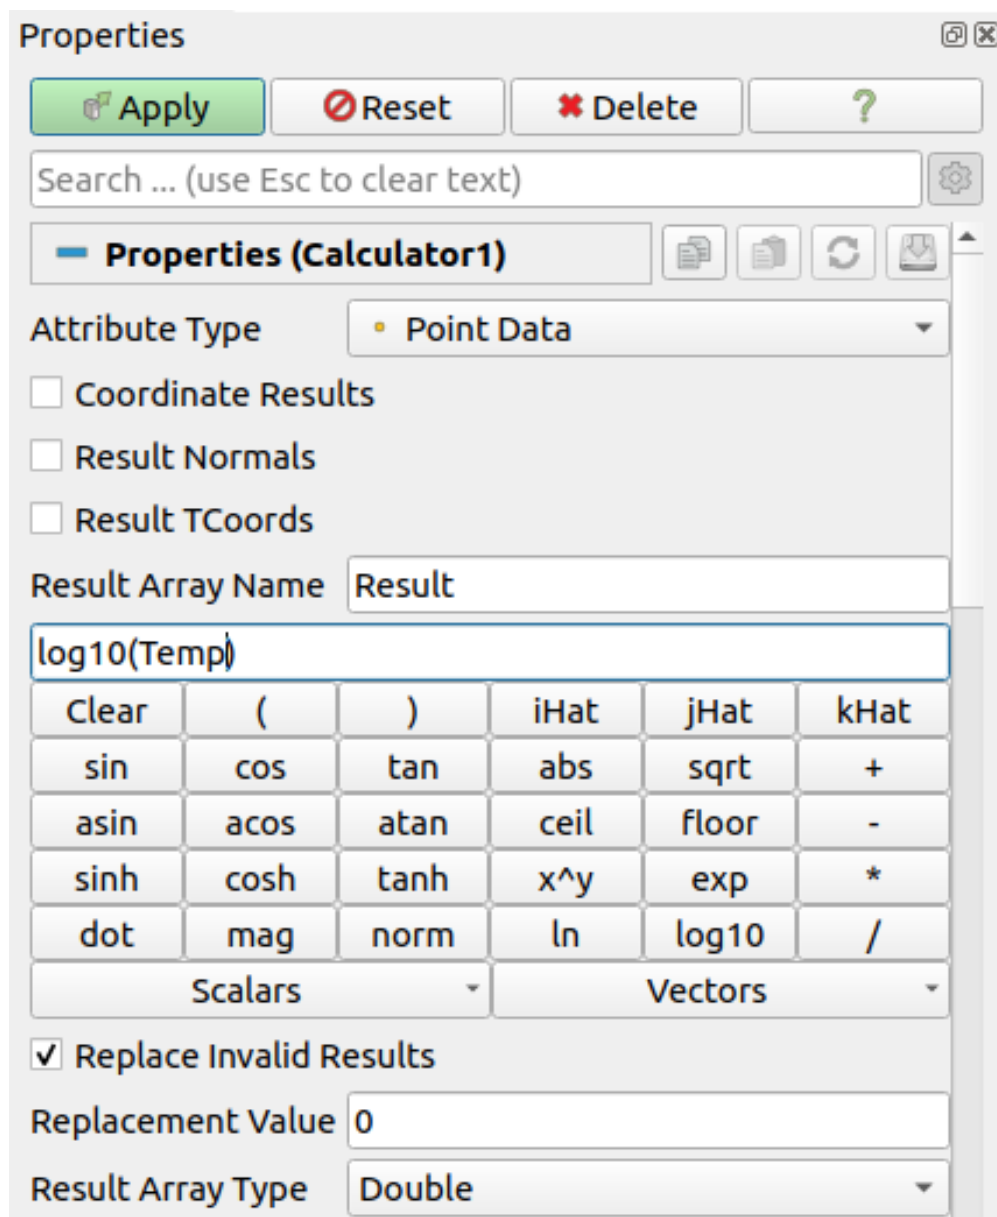 Properties
Apply Reset Delete ?
Search ... (use Esc to clear text)
Properties (Calculator1)
Attribute Type Point Data
Coordinate Results
Result Normals
Result TCoords
Result Array Name Result
log10(Temp)
Clear ( ) iHat jHat kHat
sin cos tan abs sqrt +
asin acos atan ceil floor -
sinh cosh tanh x^y exp *
dot mag norm ln log10 /
Scalars Vectors
Replace Invalid Results
Replacement Value 0
Result Array Type Double